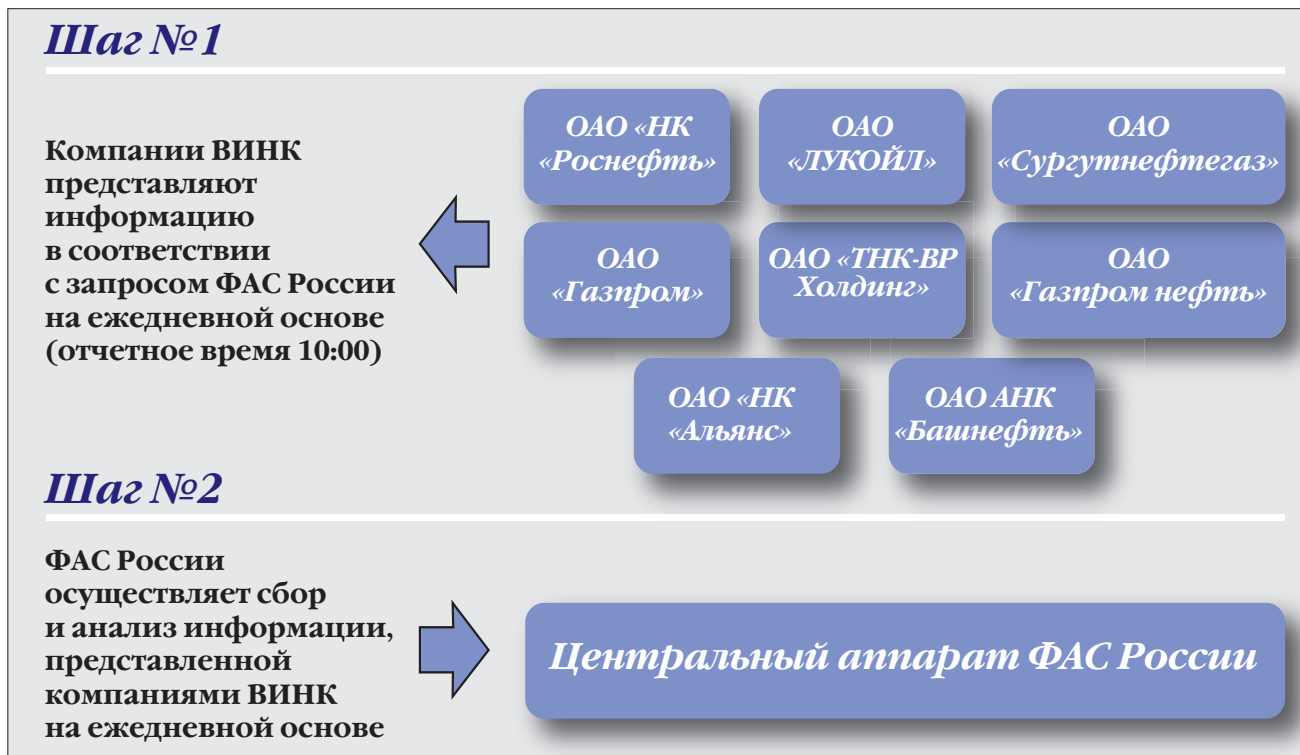 Шаг №1
Компании ВИНК
представляют
информацию
в соответствии
с запросом ФАС России
на ежедневной основе
(отчетное время 10:00)
ОАО «НК
«Роснефть»
ОАО
«ЛУКОЙЛ»
ОАО
«Сургутнефтегаз»
ОАО
«Газпром»
ОАО «ТНК-ВР
Холдинг»
ОАО
«Газпром нефть»
ОАО «НК
«Альянс»
ОАО АНК
«Башнефть»
Шаг №2
ФАС России
осуществляет сбор
и анализ информации,
представленной
компаниями ВИНК
на ежедневной основе
Центральный аппарат ФАС России